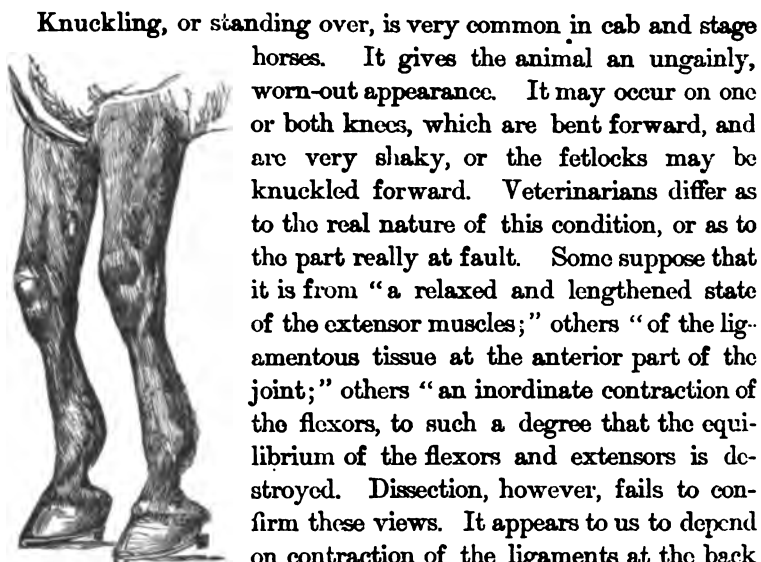 Knuckling, or standing over, is very common in cab and stage
horses. It gives the animal an ungainly,
worn-out appearance. It may occur on one
or both knees, which are bent forward, and
are very shaky, or the fetlocks may be
knuckled forward. Veterinarians differ as
to the real nature of this condition, or as to
the part really at fault. Some suppose that
it is from “a relaxed and lengthened state
of the extensor muscles;” others “of the lig-
amentous tissue at the anterior part of the
joint;” others “an inordinate contraction of
the flexors, to such a degree that the equi-
librium of the flexors and extensors is de-
stroyed. Dissection, however, fails to con-
firm these views. It appears to us to depend
on contraction of the ligaments at the back